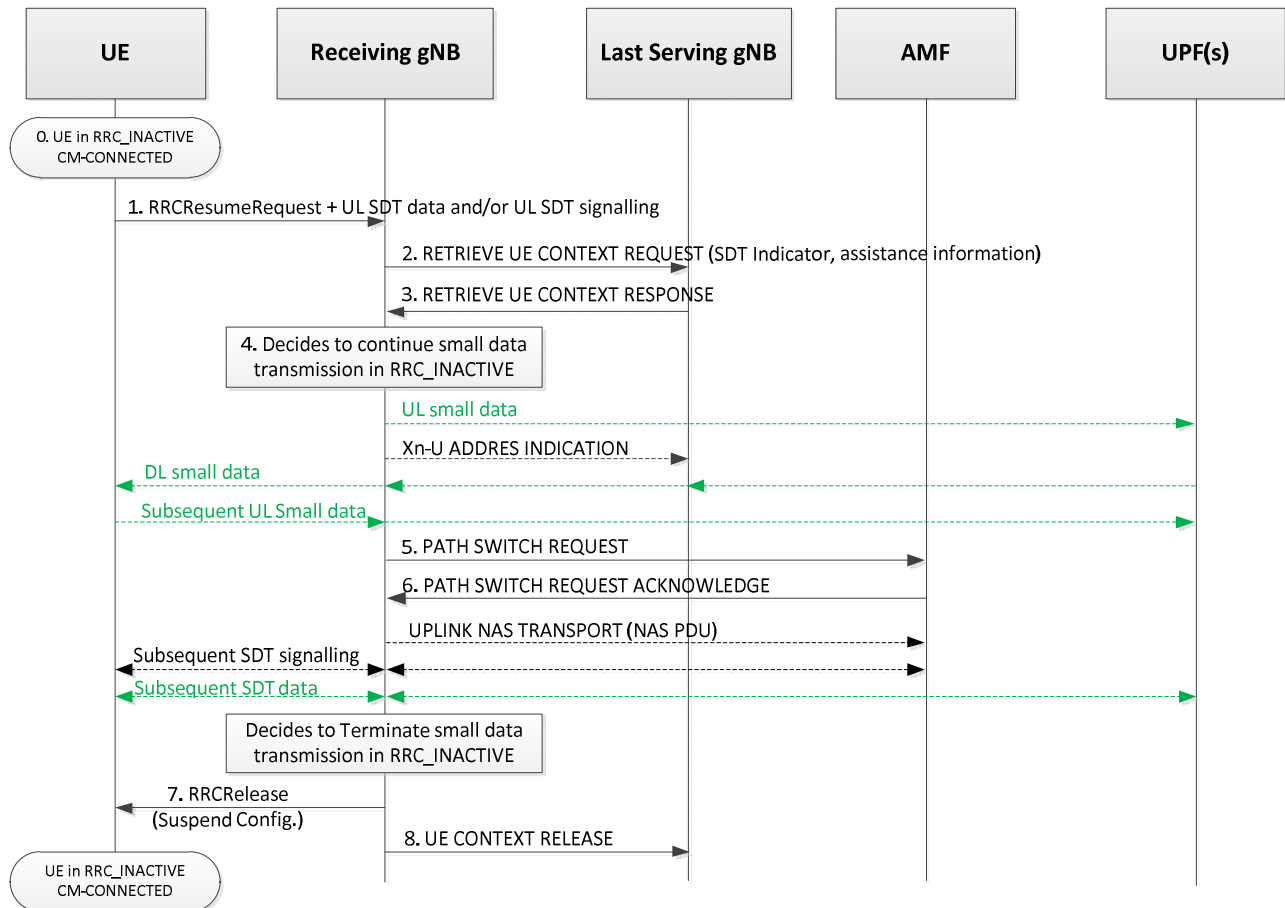 UE
Receiving gNB
Last Serving gNB
AMF
UPF(s)
0. UE in RRC_INACTIVE
CM-CONNECTED
1. RRCResumeRequest + UL SDT data and/or UL SDT signalling
2. RETRIEVE UE CONTEXT REQUEST (SDT Indicator, assistance information)
3. RETRIEVE UE CONTEXT RESPONSE
4. Decides to continue small data
transmission in RRC_INACTIVE
UL small data
Xn-U ADDRES INDICATION
DL small data
Subsequent UL Small data
5. PATH SWITCH REQUEST
6. PATH SWITCH REQUEST ACKNOWLEDGE
UPLINK NAS TRANSPORT (NAS PDU)
Subsequent SDT signalling
Subsequent SDT data
Decides to Terminate small data
transmission in RRC_INACTIVE
7. RRCRelease
(Suspend Config.)
8. UE CONTEXT RELEASE
UE in RRC_INACTIVE
CM-CONNECTED